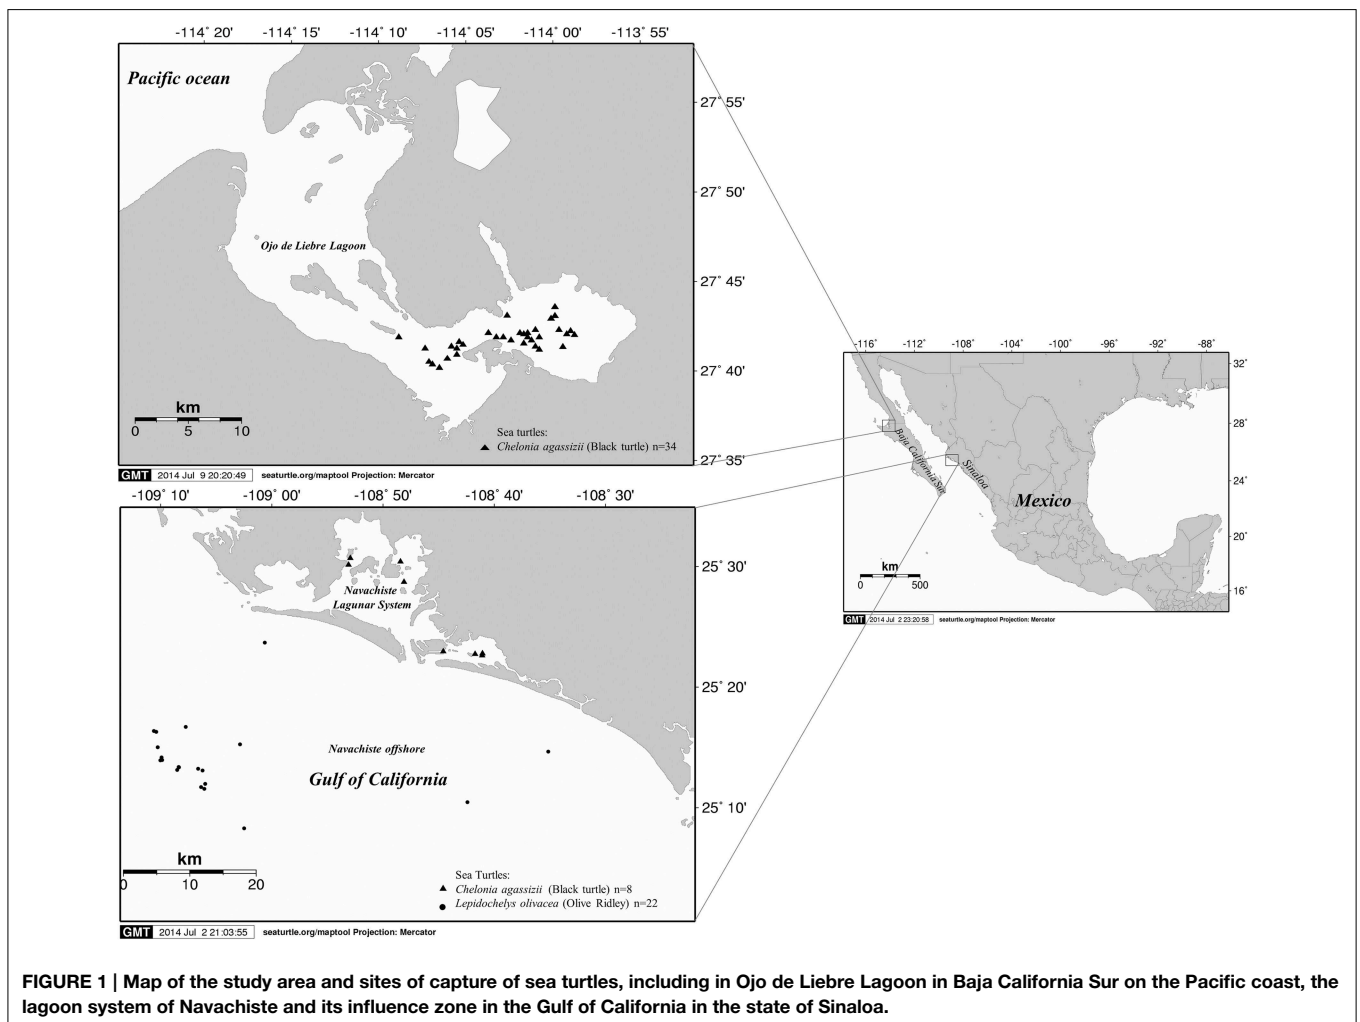 -114° 20' -114° 15' -114° 10' -114° 05' -114° 00' -113° 55'
Pacific ocean
27° 55'
27° 50'
Ojo de Liebre Lagoon
27° 45'
27° 40'
km
0 5 10
Sea turtles:
Chelonia agassizii (Black turtle) n=34
27° 35'
GMT 2014 Jul 9 20:20:49 seaturtle.org/maptool Projection: Mercator
-109° 10' -109° 00' -108° 50' -108° 40' -108° 30'
25° 30'
Navachiste
Lagunar System
25° 20'
Navachiste offshore
Gulf of California
25° 10'
km
0 10 20
Sea Turtles:
Chelonia agassizii (Black turtle) n=8
Lepidochelys olivacea (Olive Ridley) n=22
GMT 2014 Jul 2 21:03:55 seaturtle.org/maptool Projection: Mercator
-116° -112° -108° -104° -100° -96° -92° -88°
32°
28°
Baja California Sur
Sinaloa
24°
Mexico
20°
km
0 500
16°
GMT 2014 Jul 2 23:20:58 seaturtle.org/maptool Projection: Mercator
FIGURE 1 | Map of the study area and sites of capture of sea turtles, including in Ojo de Liebre Lagoon in Baja California Sur on the Pacific coast, the
lagoon system of Navachiste and its influence zone in the Gulf of California in the state of Sinaloa.